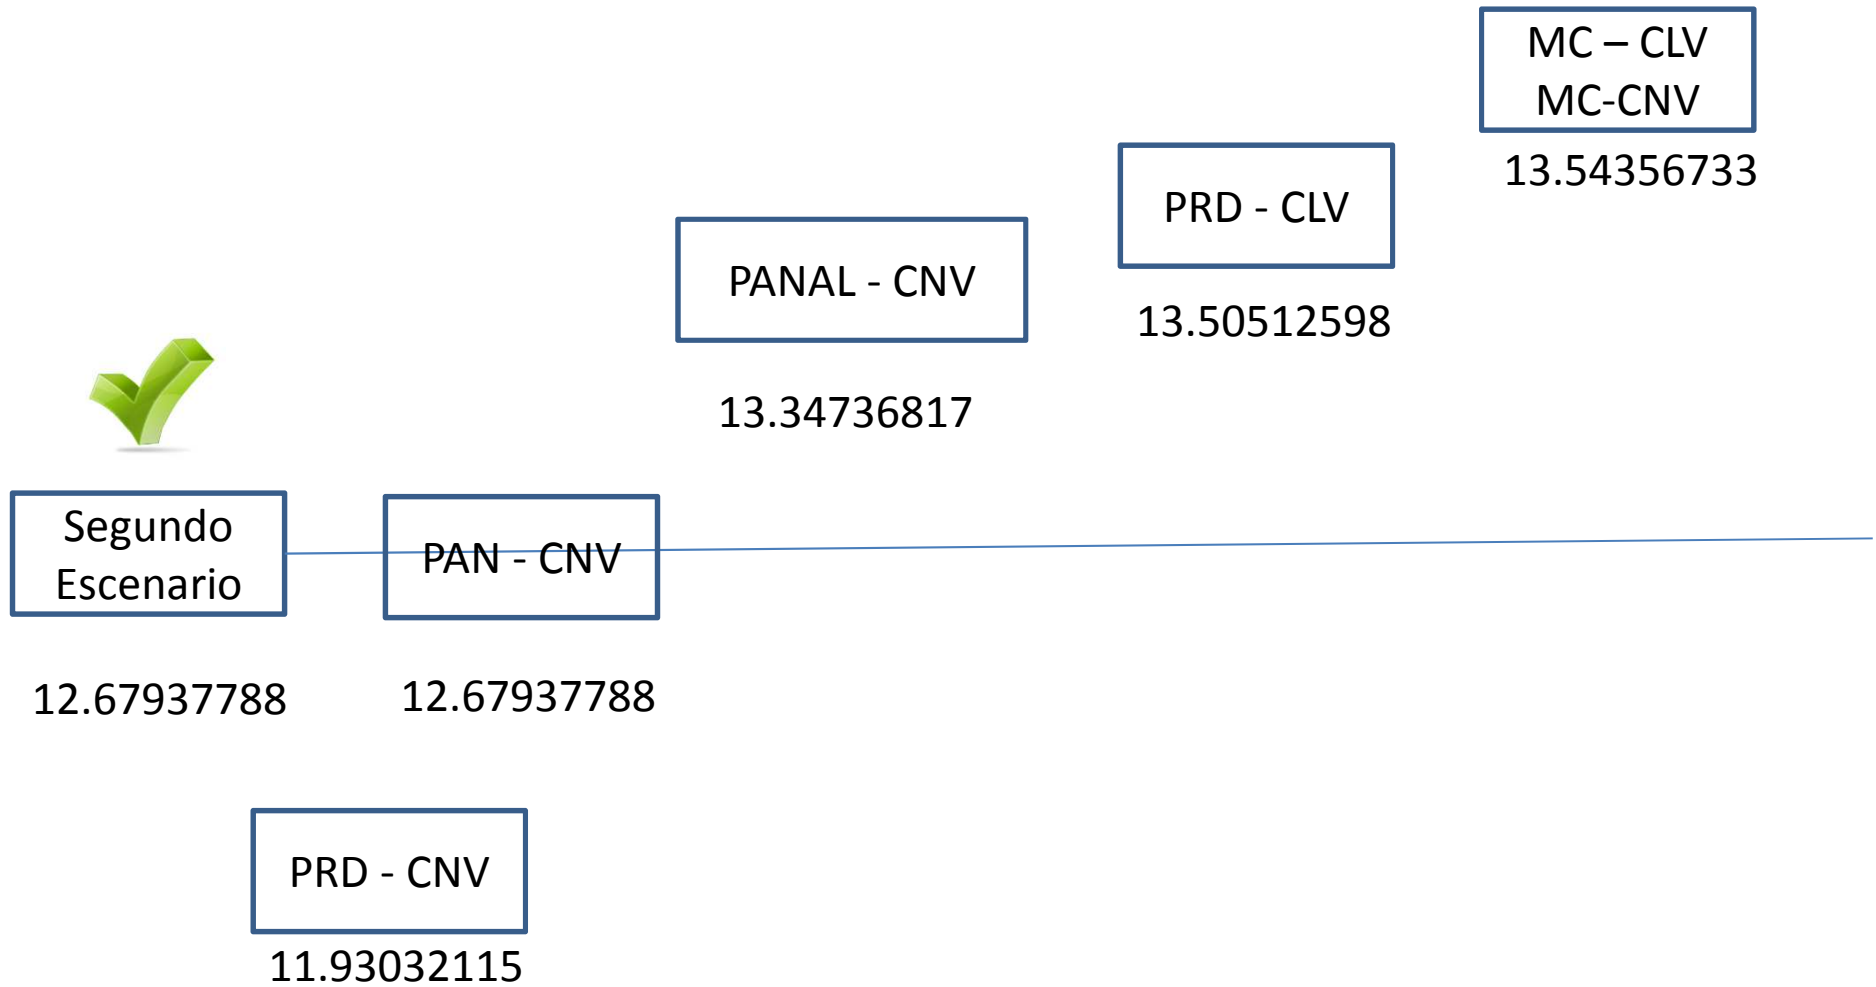 MC – CLV
MC-CNV
13.54356733
PRD - CLV
13.50512598
PANAL - CNV
13.34736817
Segundo
Escenario
12.67937788
PAN - CNV
12.67937788
PRD - CNV
11.93032115